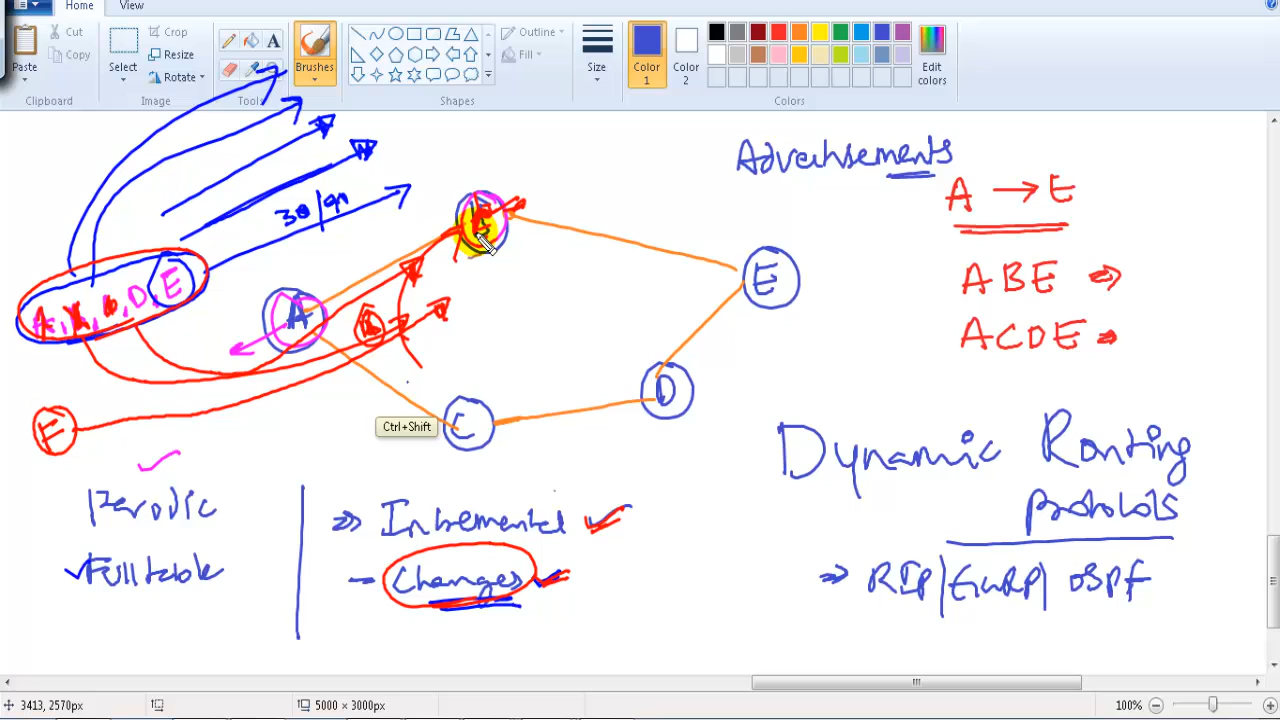 Home
View
Cut
Copy
Paste
Clipboard
Select
Crop
Resize
Rotate
Image
A
Tools
Brushes
Shapes
Outline
Fill
Size
Color 1
Color 2
Colors
Edit colors
Advertisements
A → E
ABE ⇒
ACDE ⇒
30/
D, E
A
E
C
D
E
Ctrl+Shift
Periodic
Full table
Incremental
Changes
Dynamic Routing
protocols
⇒ RIP/EIGRP/ OSPF
3413, 2570px
5000 × 3000px
100%